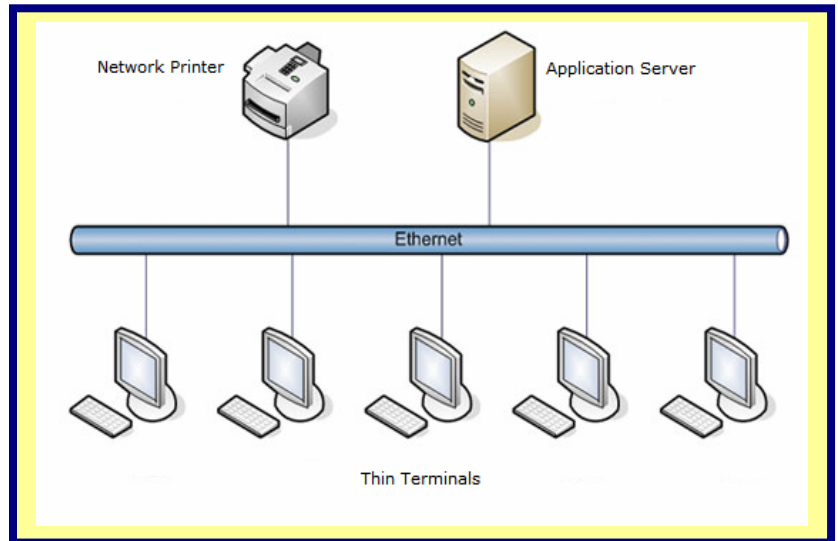 Network Printer
Application Server
Ethernet
Thin Terminals